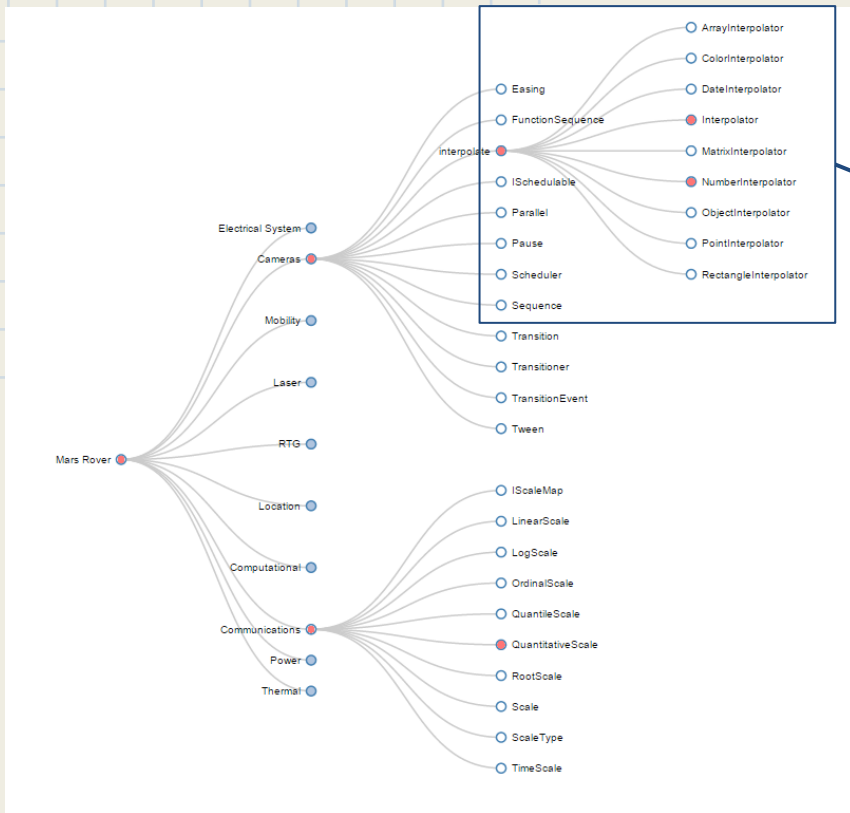 Mars Rover
Electrical System
Cameras
Mobility
Laser
RTG
Location
Computational
Communications
Power
Thermal
Easing
FunctionSequence
interpolate
ISchedulable
Parallel
Pause
Scheduler
Sequence
Transition
Transitioner
TransitionEvent
Tween
IScaleMap
LinearScale
LogScale
OrdinalScale
QuantileScale
QuantitativeScale
RootScale
Scale
ScaleType
TimeScale
ArrayInterpolator
ColorInterpolator
DateInterpolator
Interpolator
MatrixInterpolator
NumberInterpolator
ObjectInterpolator
PointInterpolator
RectangleInterpolator